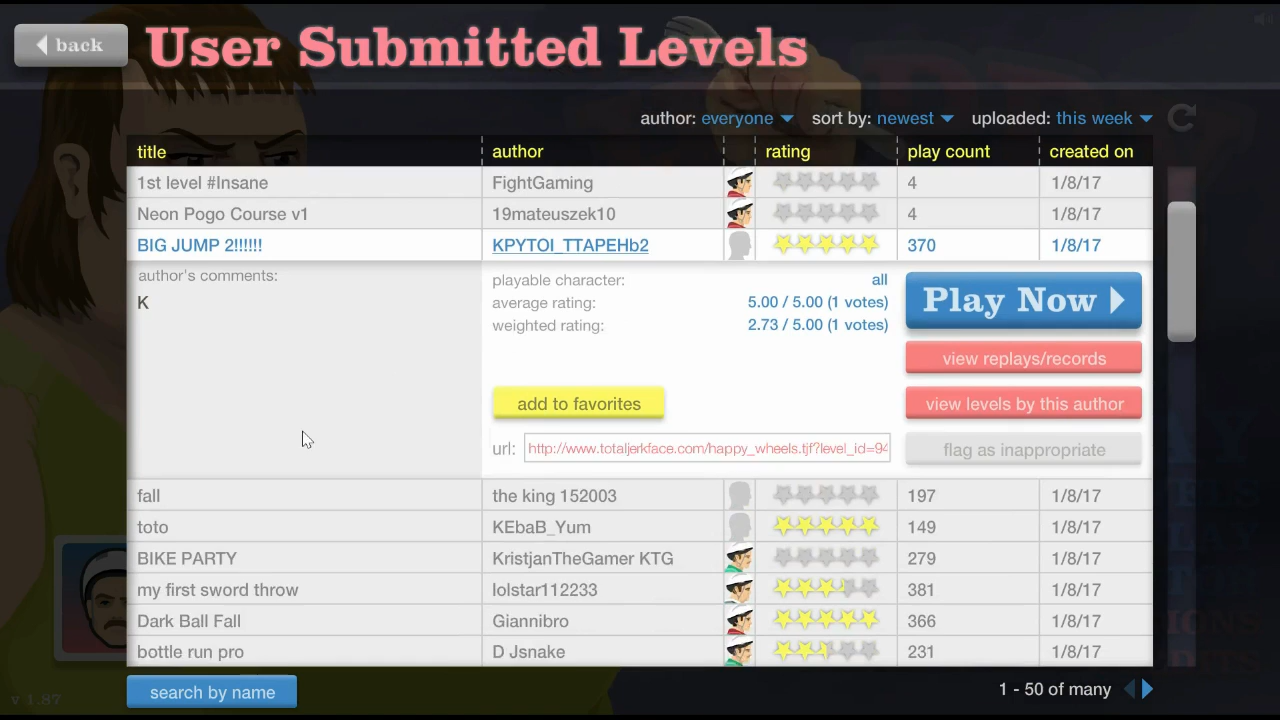 back
User Submitted Levels
author: everyone sort by: newest uploaded: this week
title author rating play count created on
1st level #Insane FightGaming 4 1/8/17
Neon Pogo Course v1 19mateuszek10 4 1/8/17
BIG JUMP 2!!!!!! KPYTOI_TTAPEHb2 370 1/8/17
author's comments:
K
playable character: all
average rating: 5.00 / 5.00 (1 votes)
weighted rating: 2.73 / 5.00 (1 votes)
Play Now
view replays/records
add to favorites
view levels by this author
url: http://www.totaljerkface.com/happy_wheels.tjf?level_id=94
flag as inappropriate
fall the king 152003 197 1/8/17
toto KEbaB_Yum 149 1/8/17
BIKE PARTY KristjanTheGamer KTG 279 1/8/17
my first sword throw lolstar112233 381 1/8/17
Dark Ball Fall Giannibro 366 1/8/17
bottle run pro D Jsnake 231 1/8/17
search by name
1 - 50 of many
v 1.87